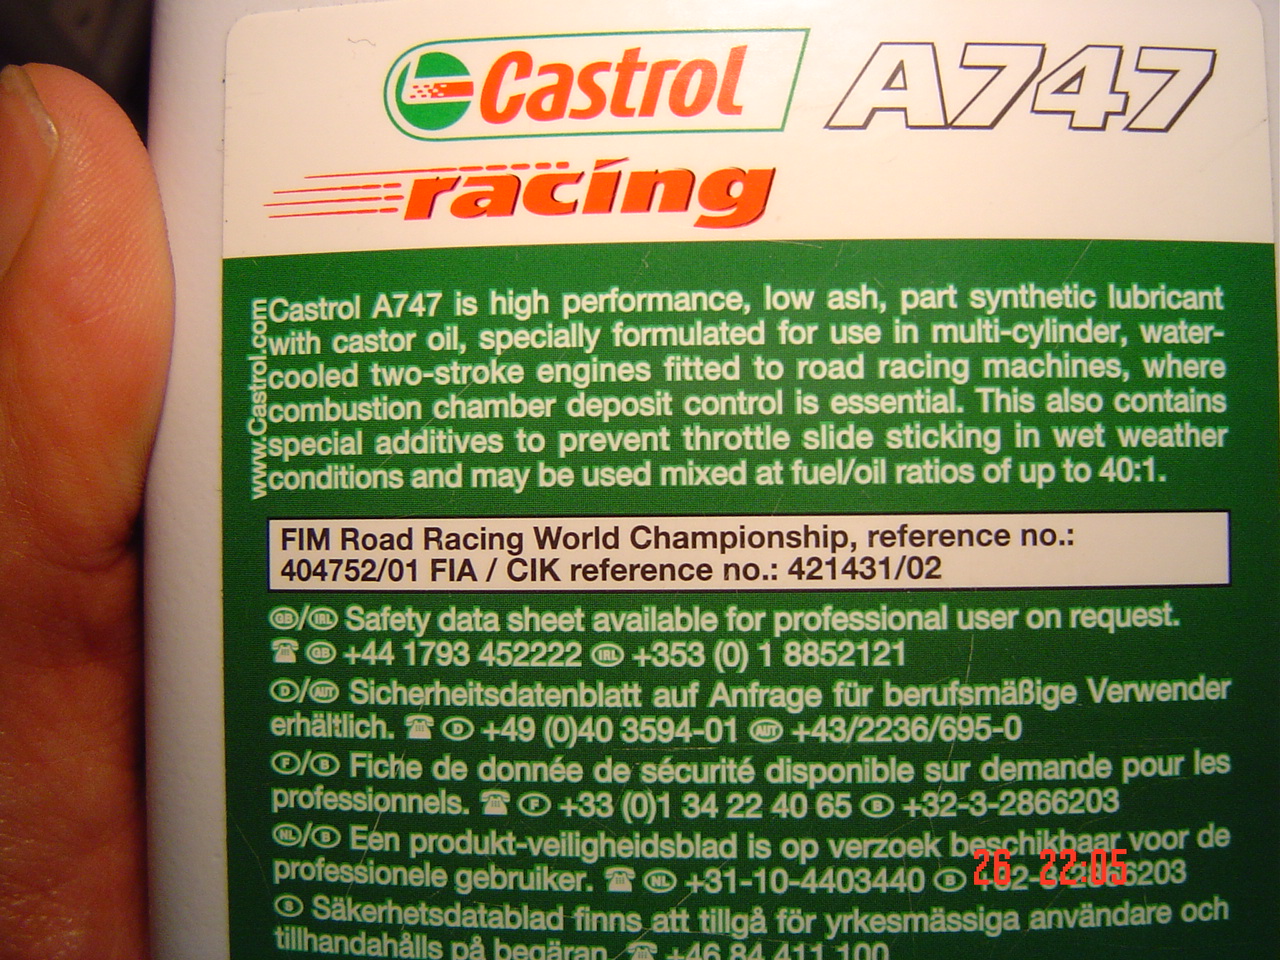 Castrol A747
racing
www.Castrol.com
Castrol A747 is high performance, low ash, part synthetic lubricant
with castor oil, specially formulated for use in multi-cylinder, water-
cooled two-stroke engines fitted to road racing machines, where
combustion chamber deposit control is essential. This also contains
special additives to prevent throttle slide sticking in wet weather
conditions and may be used mixed at fuel/oil ratios of up to 40:1.
FIM Road Racing World Championship, reference no.:
404752/01 FIA / CIK reference no.: 421431/02
GB/IRL Safety data sheet available for professional user on request.
GB +44 1793 452222 IRL +353 (0) 1 8852121
D/AUT Sicherheitsdatenblatt auf Anfrage für berufsmäßige Verwender
erhältlich. D +49 (0)40 3594-01 AUT +43/2236/695-0
F/B Fiche de donnée de sécurité disponible sur demande pour les
professionnels. F +33 (0)1 34 22 40 65 B +32-3-2866203
NL/B Een produkt-veiligheidsblad is op verzoek beschikbaar voor de
professionele gebruiker. NL +31-10-4403440 B
26 22:05
S Säkerhetsdatablad finns att tillgå för yrkesmässiga användare och
tillhandahålls på begäran. +46 84 411 100